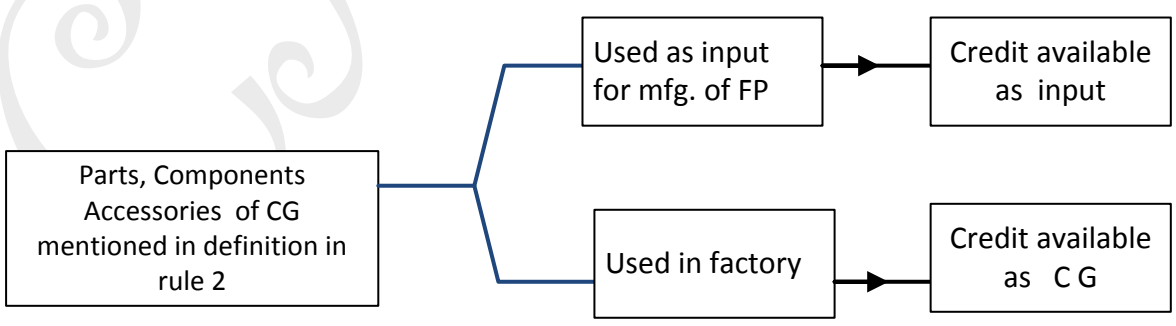 Used as input
for mfg. of FP
Credit available
as input
Parts, Components
Accessories of CG
mentioned in definition in
rule 2
Used in factory
Credit available
as C G